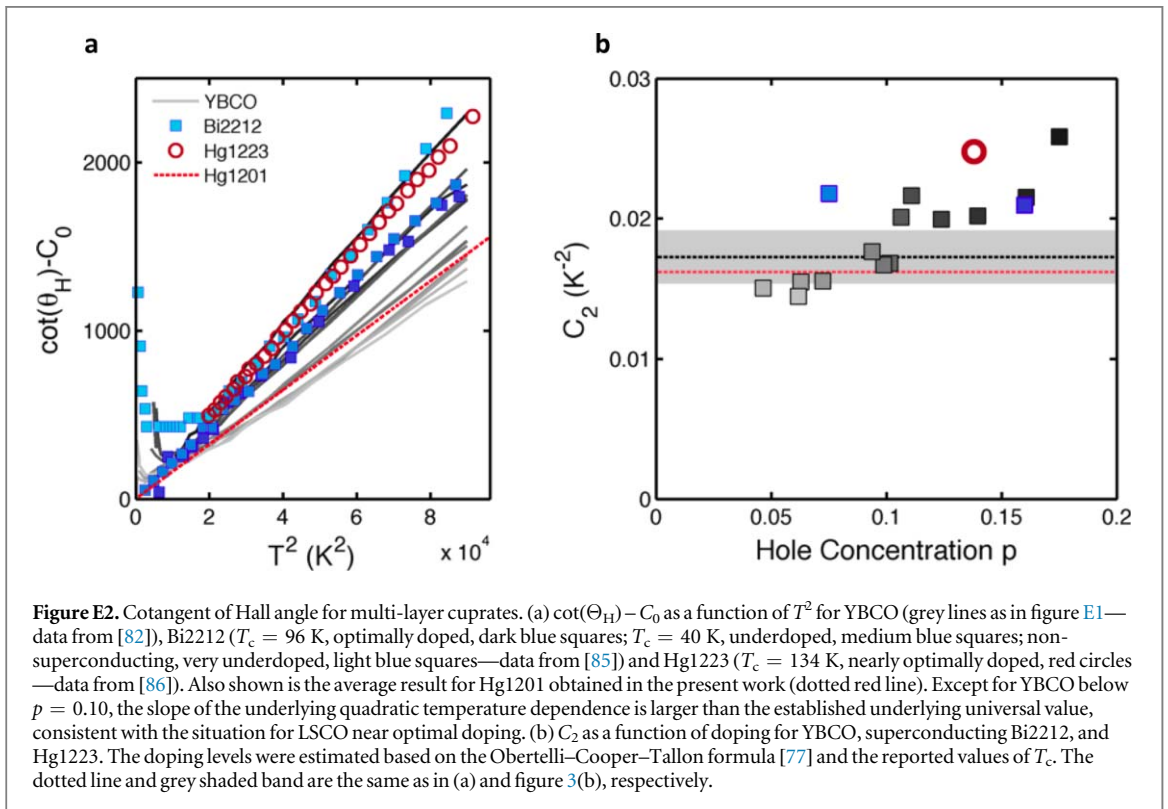 a
b
cot(θH)-C0
2000
1000
0
YBCO
Bi2212
Hg1223
Hg1201
0
2
4
6
8
x 10⁴
T² (K²)
C₂ (K⁻²)
0.03
0.02
0.01
0
0
0.05
0.1
0.15
0.2
Hole Concentration p
Figure E2. Cotangent of Hall angle for multi-layer cuprates. (a) cot(ΘH) – C0 as a function of T² for YBCO (grey lines as in figure E1—
data from [82]), Bi2212 (Tc = 96 K, optimally doped, dark blue squares; Tc = 40 K, underdoped, medium blue squares; non-
superconducting, very underdoped, light blue squares—data from [85]) and Hg1223 (Tc = 134 K, nearly optimally doped, red circles
—data from [86]). Also shown is the average result for Hg1201 obtained in the present work (dotted red line). Except for YBCO below
p = 0.10, the slope of the underlying quadratic temperature dependence is larger than the established underlying universal value,
consistent with the situation for LSCO near optimal doping. (b) C2 as a function of doping for YBCO, superconducting Bi2212, and
Hg1223. The doping levels were estimated based on the Obertelli–Cooper–Tallon formula [77] and the reported values of Tc. The
dotted line and grey shaded band are the same as in (a) and figure 3(b), respectively.